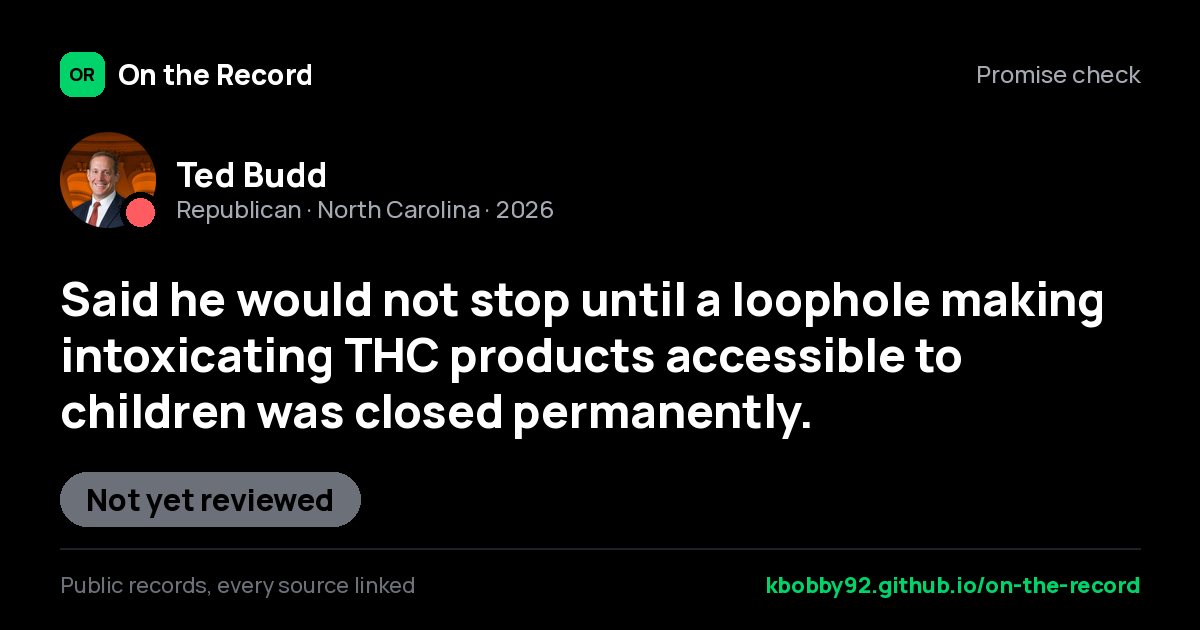 OR On the Record
Promise check
Ted Budd
Republican · North Carolina · 2026
Said he would not stop until a loophole making
intoxicating THC products accessible to
children was closed permanently.
Not yet reviewed
Public records, every source linked
kbobby92.github.io/on-the-record